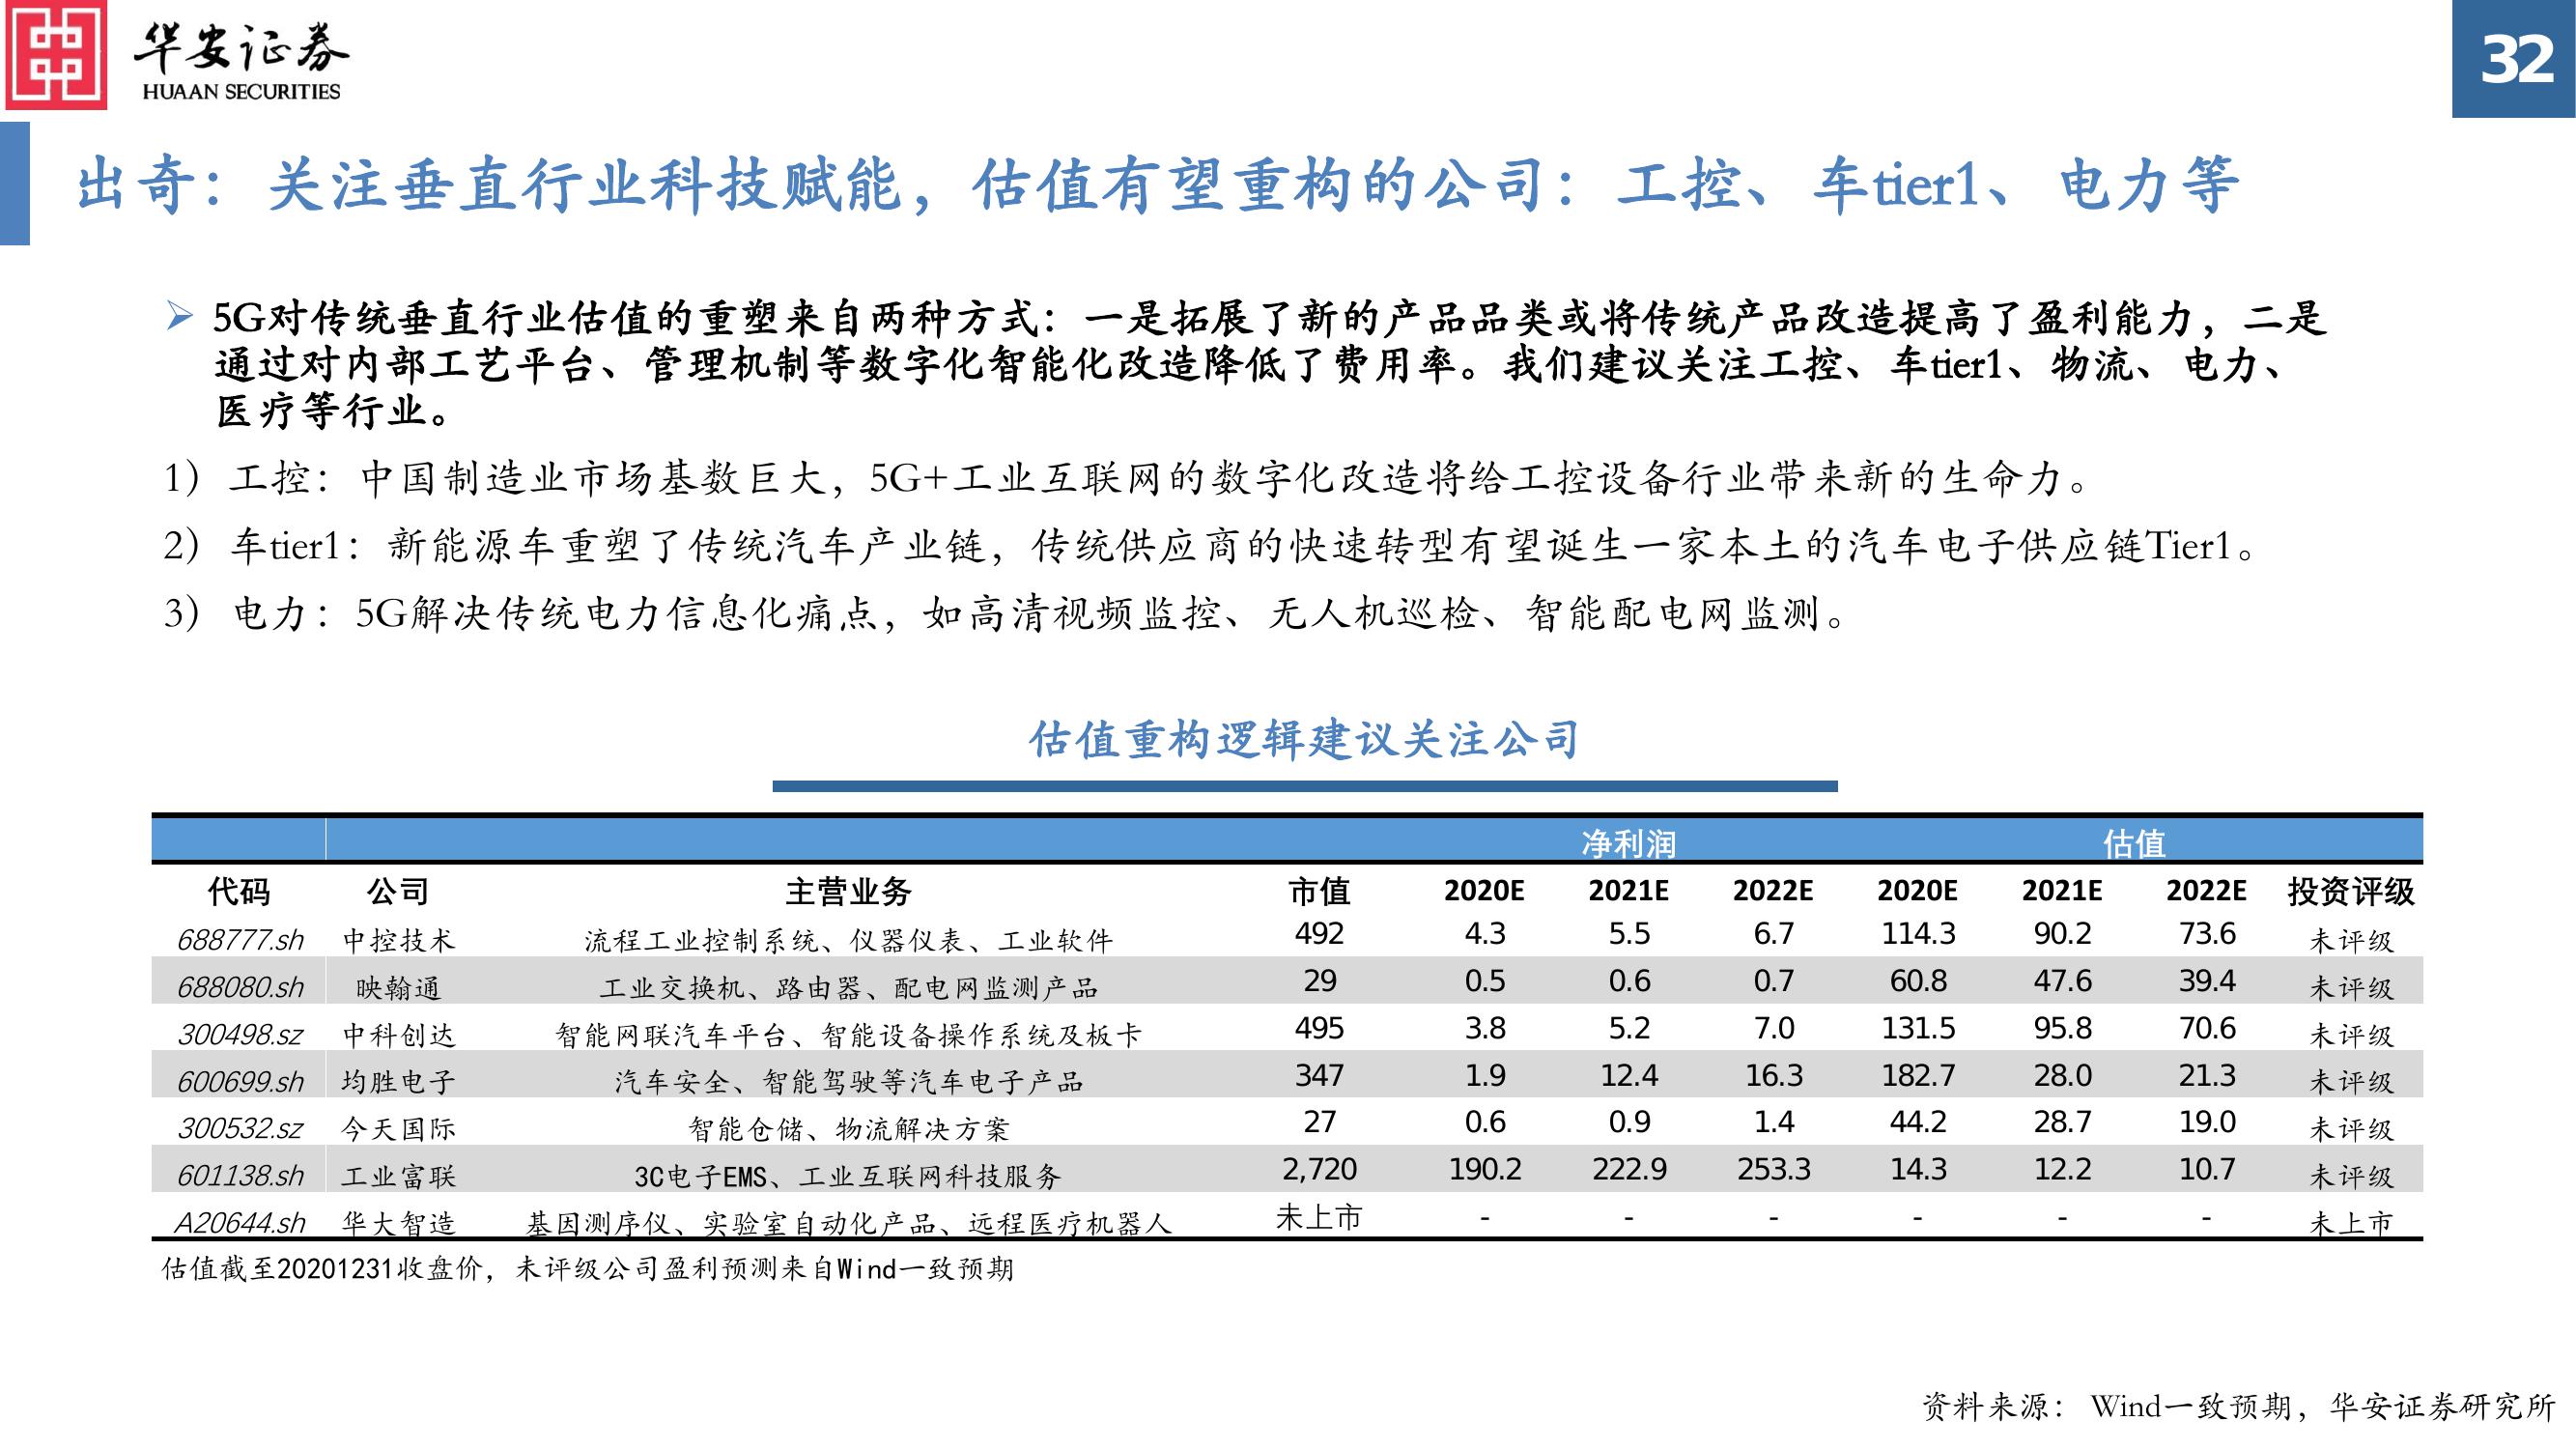 华安证券
HUAAN SECURITIES
32
出奇：关注垂直行业科技赋能，估值有望重构的公司：工控、车tier1、电力等
5G对传统垂直行业估值的重塑来自两种方式：一是拓展了新的产品品类或将传统产品改造提高了盈利能力，二是
通过对内部工艺平台、管理机制等数字化智能化改造降低了费用率。我们建议关注工控、车tier1、物流、电力、
医疗等行业。
1）工控：中国制造业市场基数巨大，5G+工业互联网的数字化改造将给工控设备行业带来新的生命力。
2）车tier1：新能源车重塑了传统汽车产业链，传统供应商的快速转型有望诞生一家本土的汽车电子供应链Tier1。
3）电力：5G解决传统电力信息化痛点，如高清视频监控、无人机巡检、智能配电网监测。
估值重构逻辑建议关注公司
净利润 估值
代码 公司 主营业务 市值 2020E 2021E 2022E 2020E 2021E 2022E 投资评级
688777.sh 中控技术 流程工业控制系统、仪器仪表、工业软件 492 4.3 5.5 6.7 114.3 90.2 73.6 未评级
688080.sh 映翰通 工业交换机、路由器、配电网监测产品 29 0.5 0.6 0.7 60.8 47.6 39.4 未评级
300498.sz 中科创达 智能网联汽车平台、智能设备操作系统及板卡 495 3.8 5.2 7.0 131.5 95.8 70.6 未评级
600699.sh 均胜电子 汽车安全、智能驾驶等汽车电子产品 347 1.9 12.4 16.3 182.7 28.0 21.3 未评级
300532.sz 今天国际 智能仓储、物流解决方案 27 0.6 0.9 1.4 44.2 28.7 19.0 未评级
601138.sh 工业富联 3C电子EMS、工业互联网科技服务 2,720 190.2 222.9 253.3 14.3 12.2 10.7 未评级
A20644.sh 华大智造 基因测序仪、实验室自动化产品、远程医疗机器人 未上市 - - - - - - 未上市
估值截至20201231收盘价，未评级公司盈利预测来自Wind一致预期
资料来源： Wind一致预期，华安证券研究所